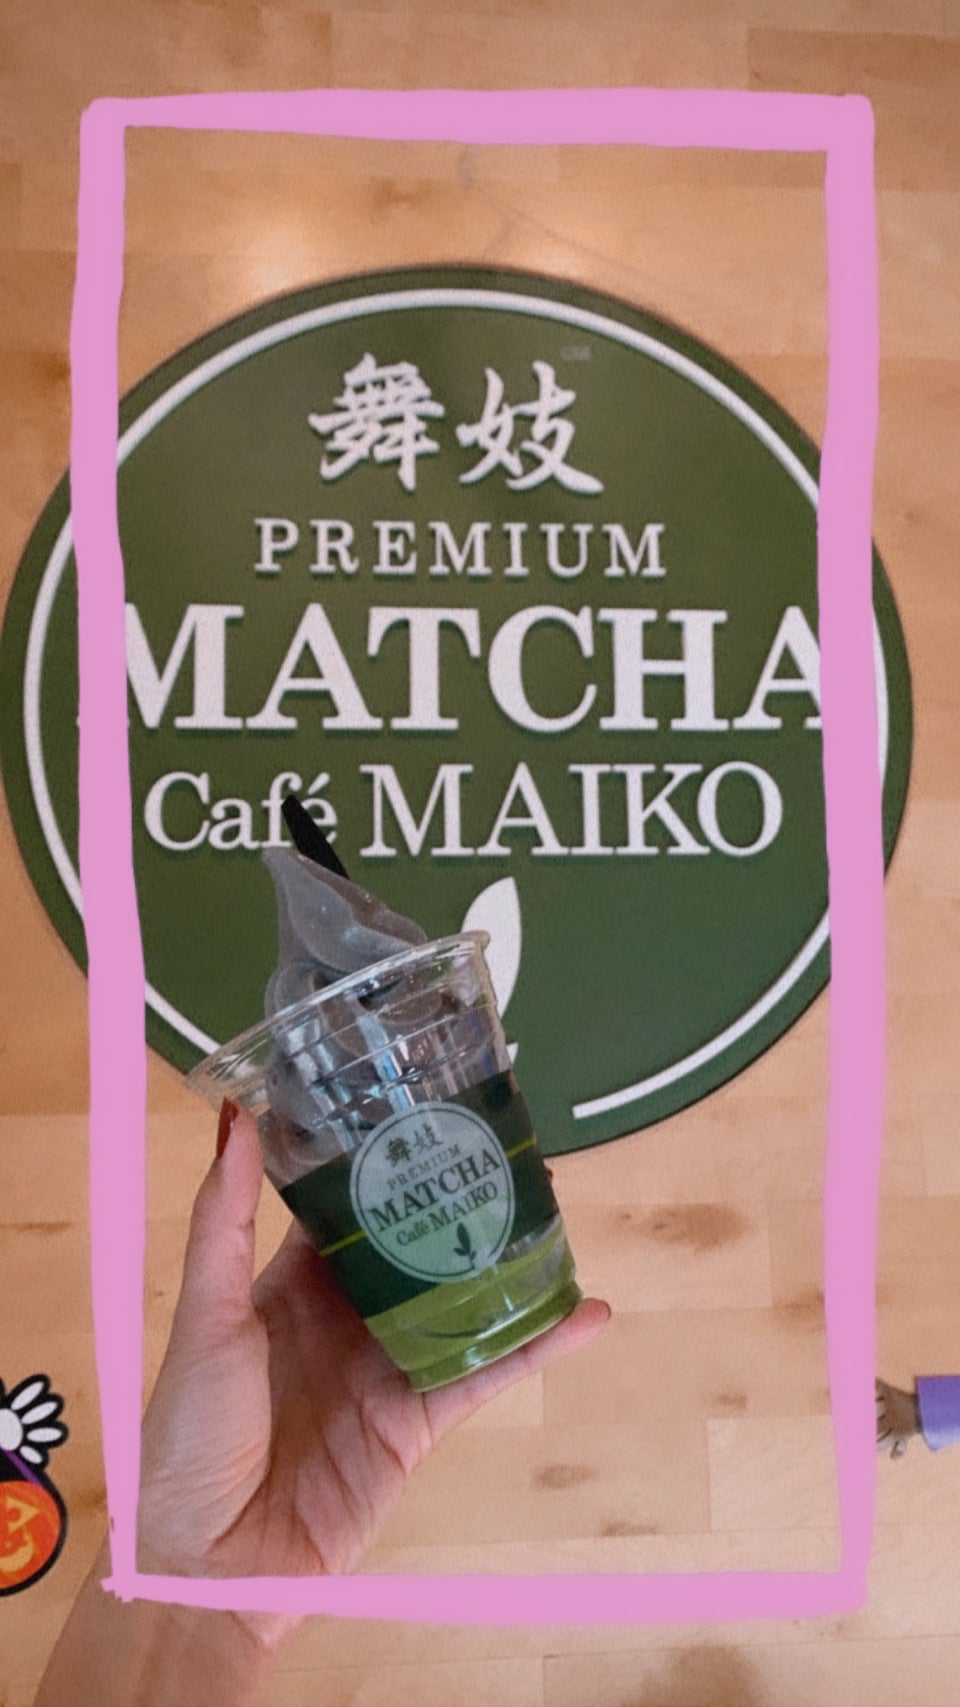 舞妓
PREMIUM
MATCHA
Café MAIKO
舞妓
PREMIUM
MATCHA
Café MAIKO